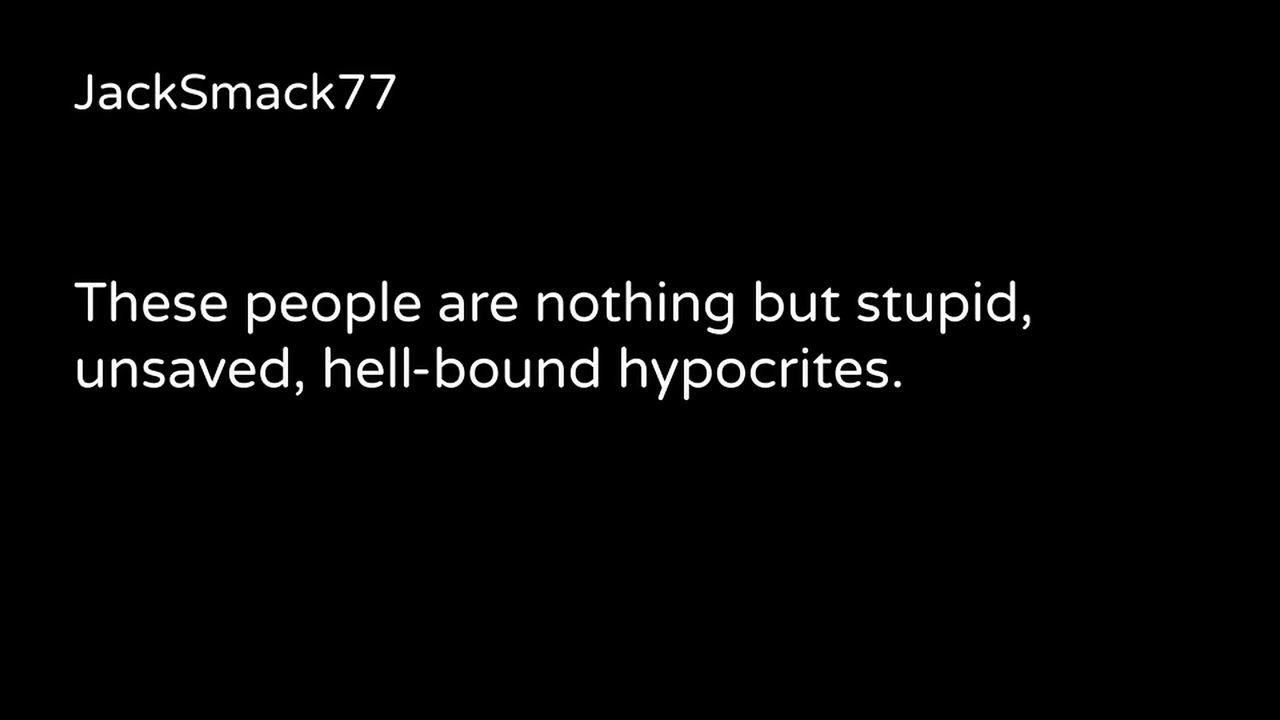 JackSmack77
These people are nothing but stupid,
unsaved, hell-bound hypocrites.